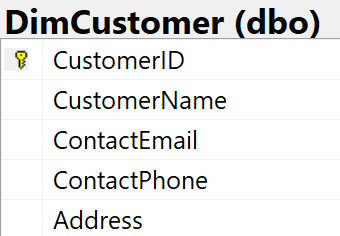 DimCustomer (dbo)
CustomerID
CustomerName
ContactEmail
ContactPhone
Address